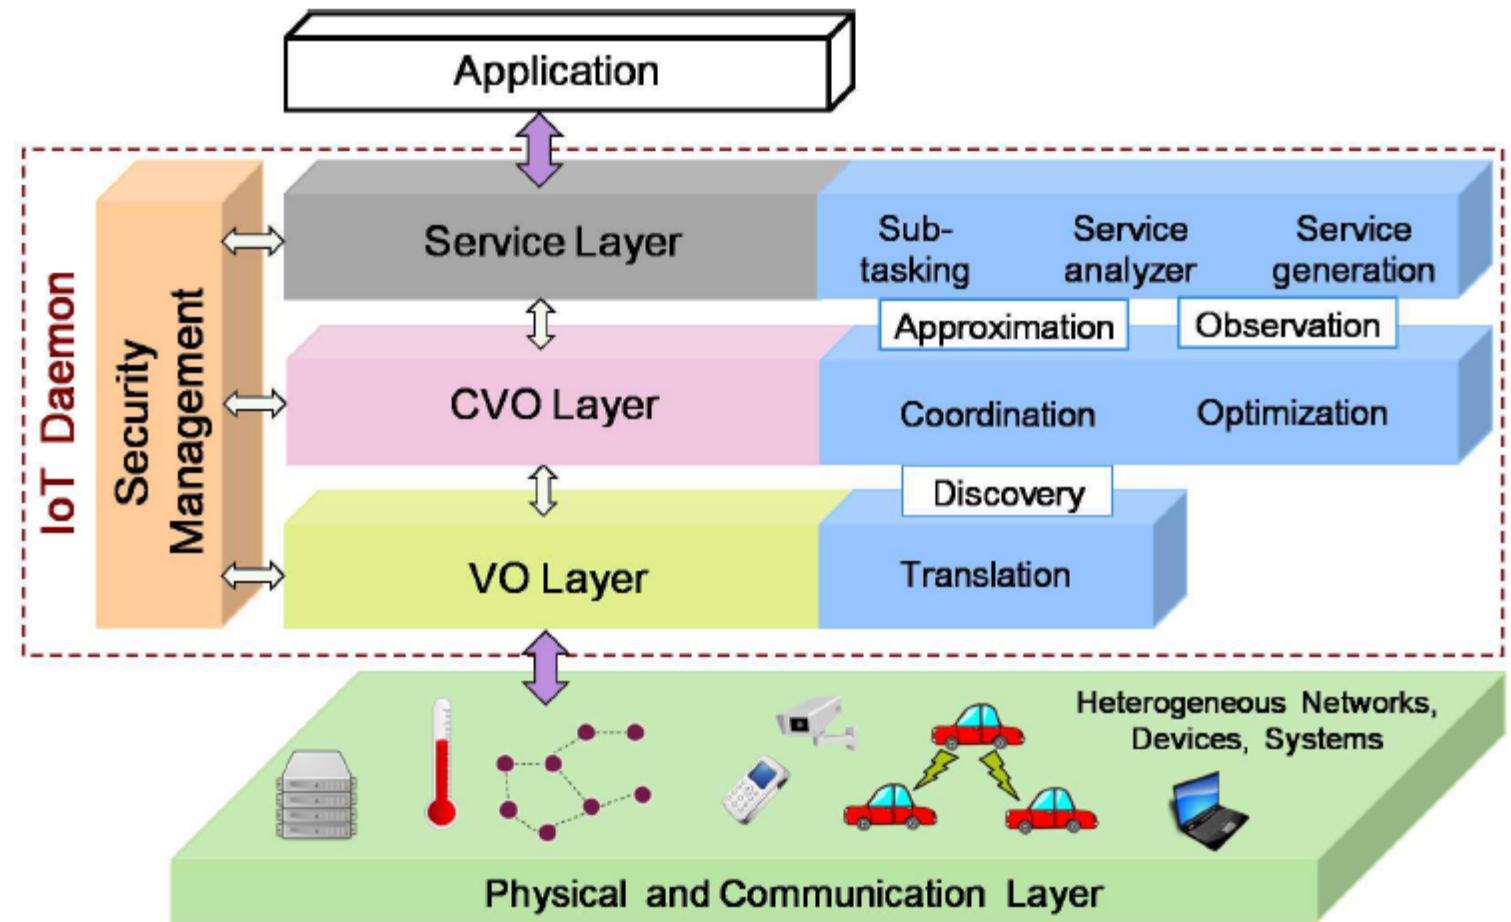 Application
IoT Daemon
Security
Management
Service Layer
Sub-
tasking
Service
analyzer
Service
generation
Approximation
Observation
CVO Layer
Coordination
Optimization
Discovery
VO Layer
Translation
Heterogeneous Networks,
Devices, Systems
Physical and Communication Layer